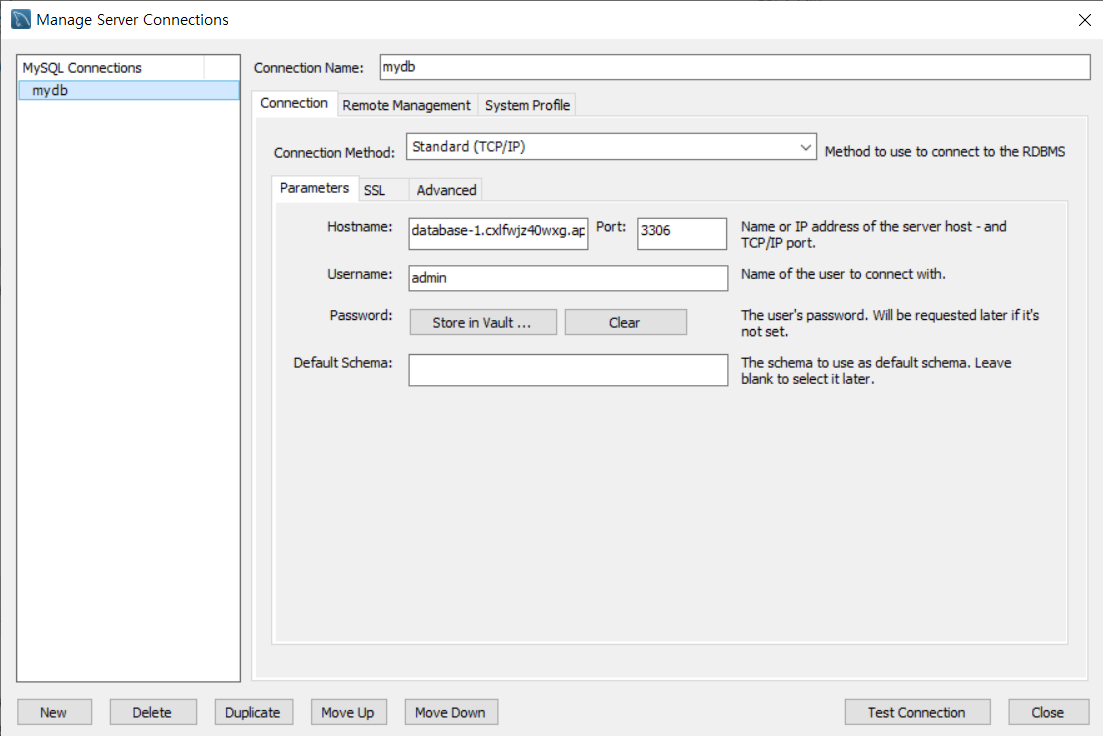 Manage Server Connections
MySQL Connections
mydb
Connection Name:
mydb
Connection
Remote Management
System Profile
Connection Method:
Standard (TCP/IP)
Method to use to connect to the RDBMS
Parameters
SSL
Advanced
Hostname:
database-1.cxlfwjz40wxg.ap
Port:
3306
Name or IP address of the server host - and
TCP/IP port.
Username:
admin
Name of the user to connect with.
Password:
Store in Vault ...
Clear
The user's password. Will be requested later if it's
not set.
Default Schema:
The schema to use as default schema. Leave
blank to select it later.
New
Delete
Duplicate
Move Up
Move Down
Test Connection
Close